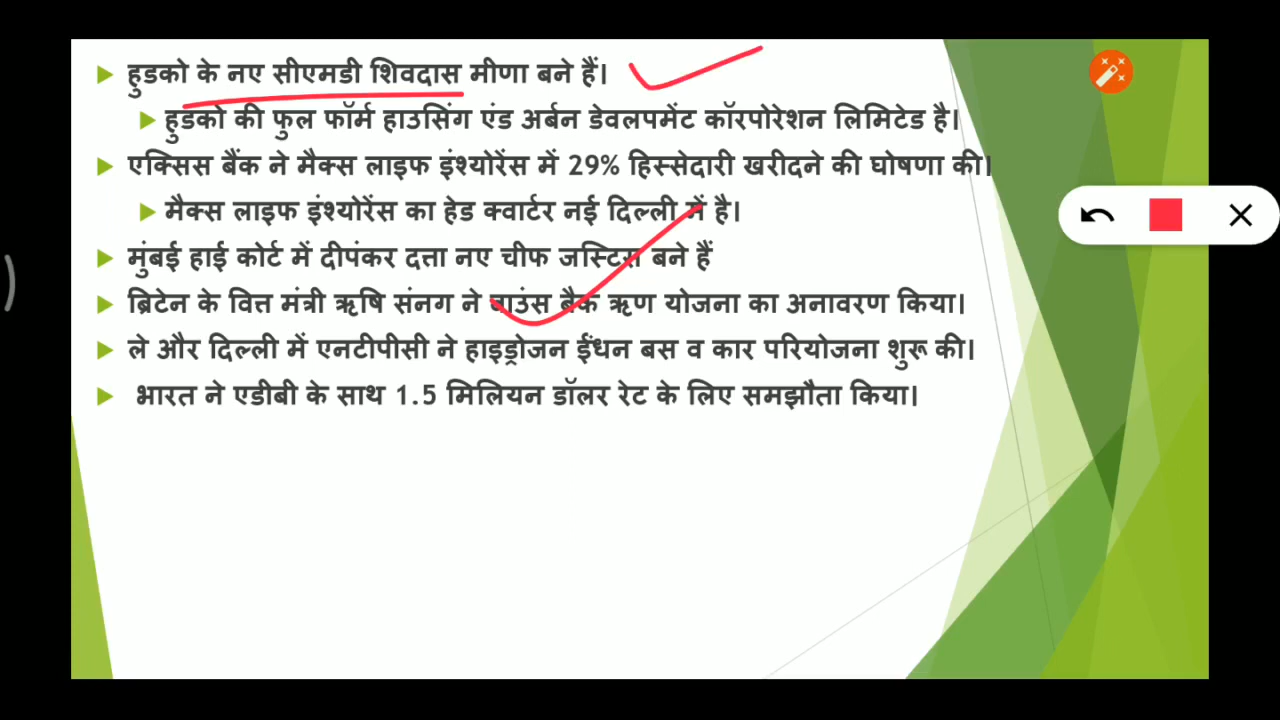 हुडको के नए सीएमडी शिवदास मीणा बने हैं।
हुडको की फुल फॉर्म हाउसिंग एंड अर्बन डेवलपमेंट कॉरपोरेशन लिमिटेड है।
एक्सिस बैंक ने मैक्स लाइफ इंश्योरेंस में 29% हिस्सेदारी खरीदने की घोषणा की।
मैक्स लाइफ इंश्योरेंस का हेड क्वार्टर नई दिल्ली में है।
मुंबई हाई कोर्ट में दीपंकर दत्ता नए चीफ जस्टिस बने हैं
ब्रिटेन के वित्त मंत्री ऋषि संनग ने बाउंस बैक ऋण योजना का अनावरण किया।
ले और दिल्ली में एनटीपीसी ने हाइड्रोजन ईंधन बस व कार परियोजना शुरू की।
भारत ने एडीबी के साथ 1.5 मिलियन डॉलर रेट के लिए समझौता किया।